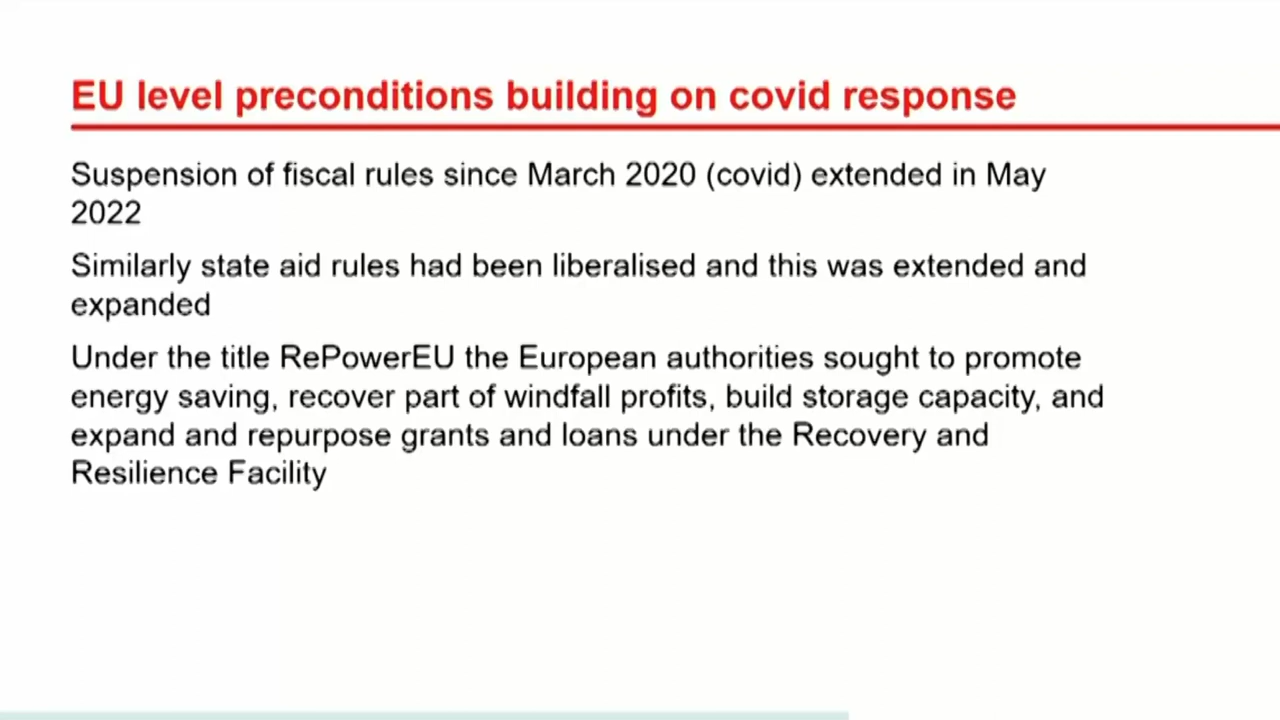 EU level preconditions building on covid response
Suspension of fiscal rules since March 2020 (covid) extended in May
2022
Similarly state aid rules had been liberalised and this was extended and
expanded
Under the title RePowerEU the European authorities sought to promote
energy saving, recover part of windfall profits, build storage capacity, and
expand and repurpose grants and loans under the Recovery and
Resilience Facility